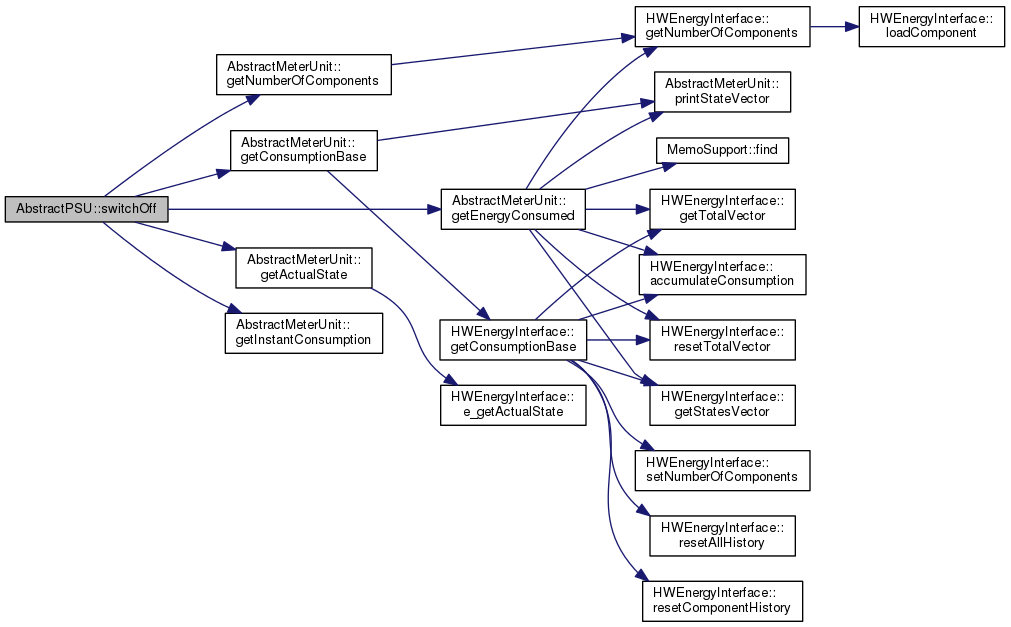 AbstractPSU::switchOff
AbstractMeterUnit::
getNumberOfComponents
AbstractMeterUnit::
getConsumptionBase
AbstractMeterUnit::
getActualState
AbstractMeterUnit::
getInstantConsumption
AbstractMeterUnit::
getEnergyConsumed
HWEnergyInterface::
getConsumptionBase
HWEnergyInterface::
e_getActualState
HWEnergyInterface::
getNumberOfComponents
AbstractMeterUnit::
printStateVector
MemoSupport::find
HWEnergyInterface::
getTotalVector
HWEnergyInterface::
accumulateConsumption
HWEnergyInterface::
resetTotalVector
HWEnergyInterface::
getStatesVector
HWEnergyInterface::
setNumberOfComponents
HWEnergyInterface::
resetAllHistory
HWEnergyInterface::
resetComponentHistory
HWEnergyInterface::
loadComponent